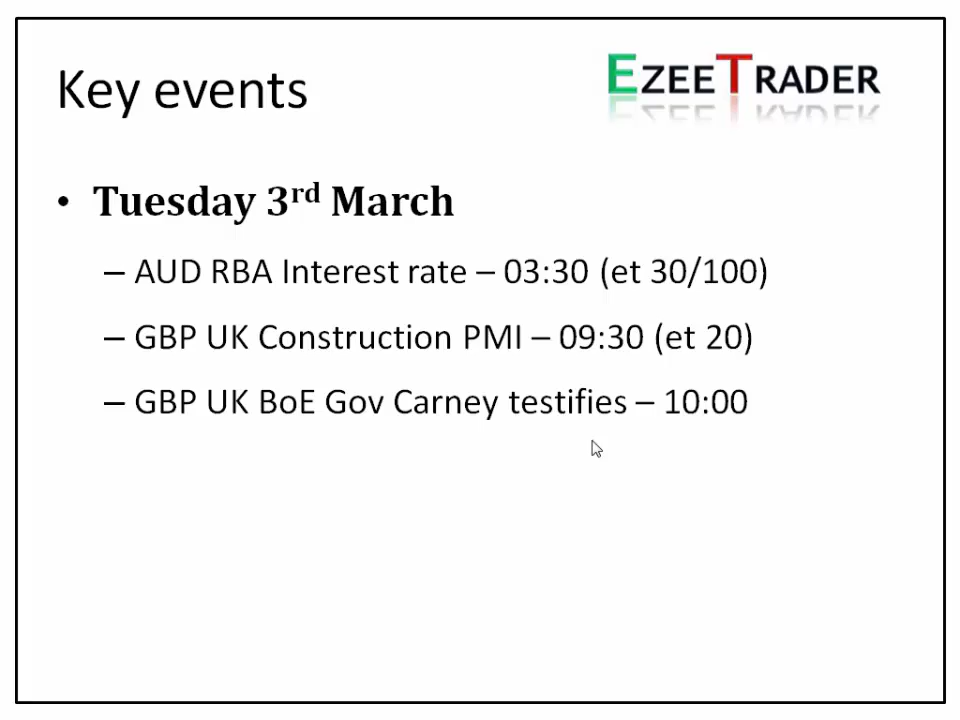 Key events
EZEETRADER
• Tuesday 3rd March
– AUD RBA Interest rate – 03:30 (et 30/100)
– GBP UK Construction PMI – 09:30 (et 20)
– GBP UK BoE Gov Carney testifies – 10:00